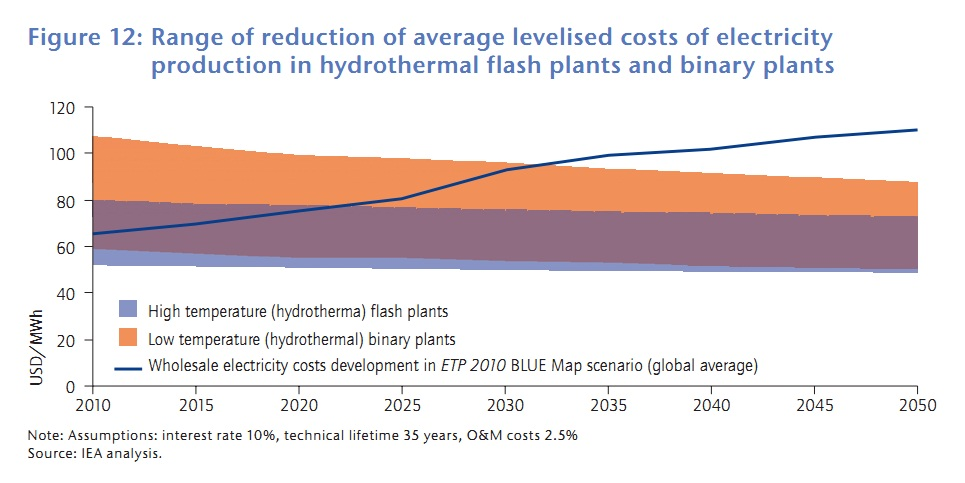 Figure 12: Range of reduction of average levelised costs of electricity
production in hydrothermal flash plants and binary plants
120
100
80
60
40
20
0
USD/MWh
High temperature (hydrotherma) flash plants
Low temperature (hydrothermal) binary plants
Wholesale electricity costs development in ETP 2010 BLUE Map scenario (global average)
2010 2015 2020 2025 2030 2035 2040 2045 2050
Note: Assumptions: interest rate 10%, technical lifetime 35 years, O&M costs 2.5%
Source: IEA analysis.